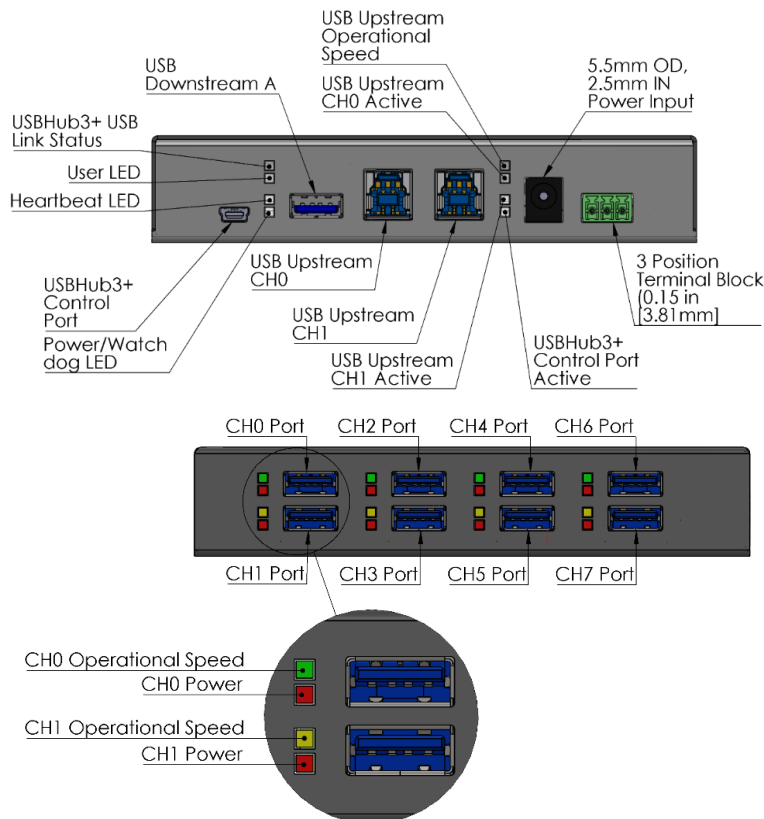 USB Upstream
Operational
Speed
USB
Downstream A
USB Upstream
CH0 Active
5.5mm OD,
2.5mm IN
Power Input
USBHub3+ USB
Link Status
User LED
Heartbeat LED
USBHub3+
Control
Port
Power/Watch
dog LED
USB Upstream
CH0
USB Upstream
CH1
USB Upstream
CH1 Active
USBHub3+
Control Port
Active
3 Position
Terminal Block
(0.15 in
[3.81mm]
CH0 Port
CH2 Port
CH4 Port
CH6 Port
CH1 Port
CH3 Port
CH5 Port
CH7 Port
CH0 Operational Speed
CH0 Power
CH1 Operational Speed
CH1 Power